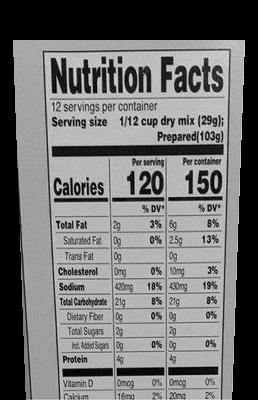 Nutrition Facts
12 servings per container
Serving size 1/12 cup dry mix (29g);
Prepared(103g)
Per serving Per container
Calories 120 150
% DV* % DV*
Total Fat 2g 3% 6g 8%
Saturated Fat 0g 0% 2.5g 13%
Trans Fat 0g 0g
Cholesterol 0mg 0% 10mg 3%
Sodium 420mg 18% 430mg 19%
Total Carbohydrate 21g 8% 21g 8%
Dietary Fiber 0g 0% 0g 0%
Total Sugars 2g 2g
Incl. Added Sugars 0g 0% 0g 0%
Protein 4g 4g
Vitamin D 0mcg 0% 0mcg 0%
Calcium 16mg 2% 20mg 2%